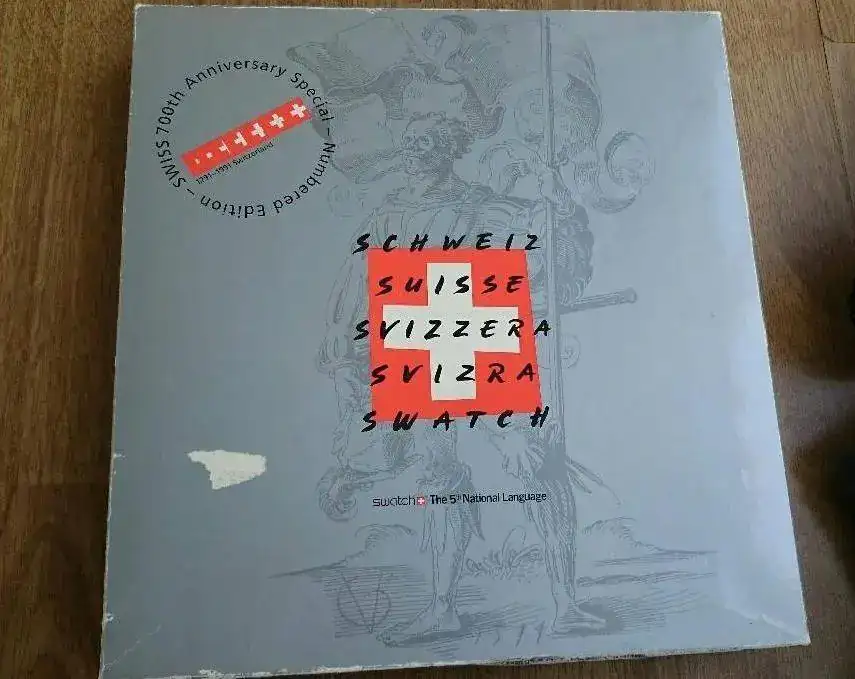 SWISS 700th Anniversary Special – Numbered Edition –
1291–1991 Switzerland
SCHWEIZ
SUISSE
SVIZZERA
SVIZRA
SWATCH
swatch The 5th National Language